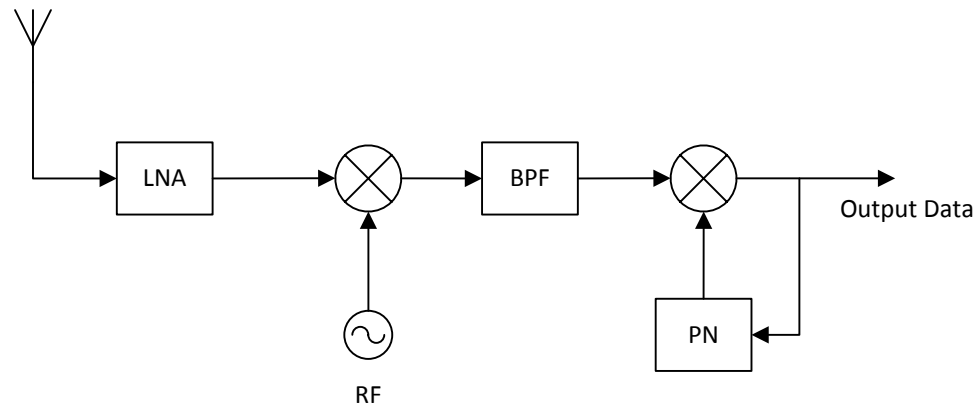 LNA
BPF
Output Data
PN
RF